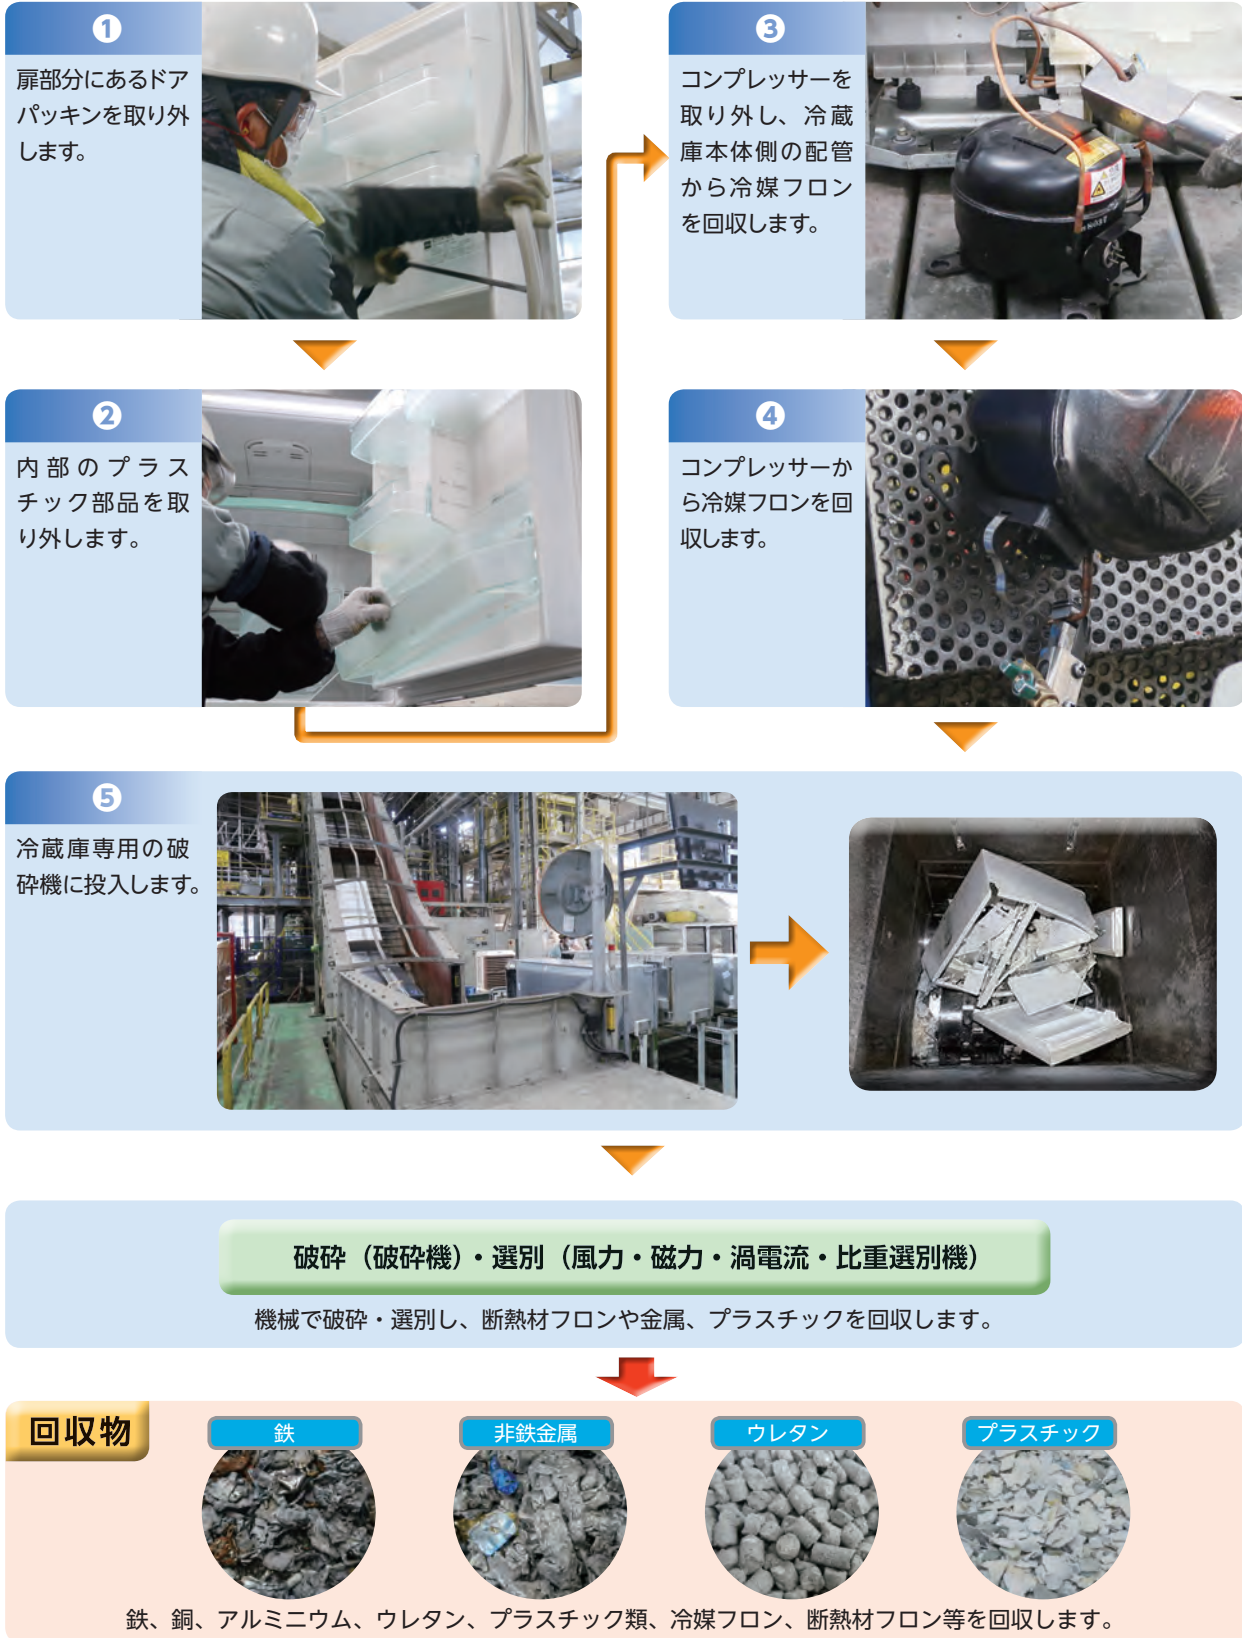 ❶
扉部分にあるドア
パッキンを取り外
します。
❷
内部のプラス
チック部品を取
り外します。
❸
コンプレッサーを
取り外し、冷蔵
庫本体側の配管
から冷媒フロン
を回収します。
❹
コンプレッサーか
ら冷媒フロンを回
収します。
❺
冷蔵庫専用の破
砕機に投入します。
破砕（破砕機）・選別（風力・磁力・渦電流・比重選別機）
機械で破砕・選別し、断熱材フロンや金属、プラスチックを回収します。
回収物
鉄
非鉄金属
ウレタン
プラスチック
鉄、銅、アルミニウム、ウレタン、プラスチック類、冷媒フロン、断熱材フロン等を回収します。